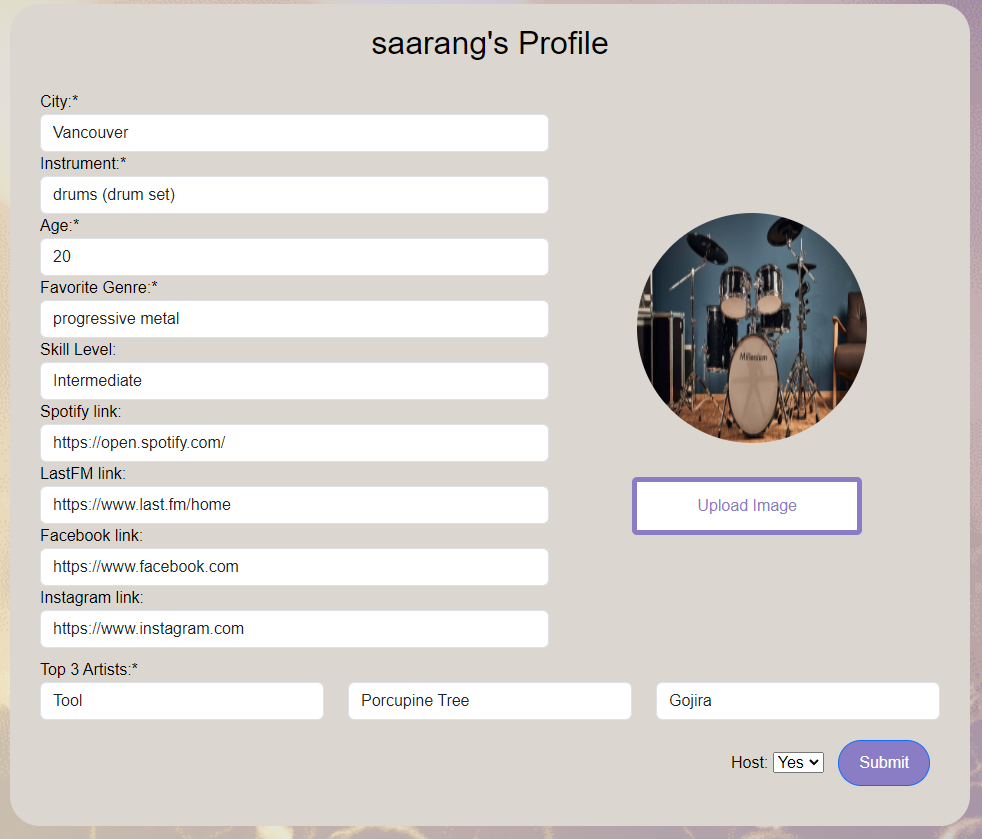 saarang's Profile
City:*
Vancouver
Instrument:*
drums (drum set)
Age:*
20
Favorite Genre:*
progressive metal
Skill Level:
Intermediate
Spotify link:
https://open.spotify.com/
LastFM link:
https://www.last.fm/home
Facebook link:
https://www.facebook.com
Instagram link:
https://www.instagram.com
Millenium
Upload Image
Top 3 Artists:*
Tool Porcupine Tree Gojira
Host: Yes Submit